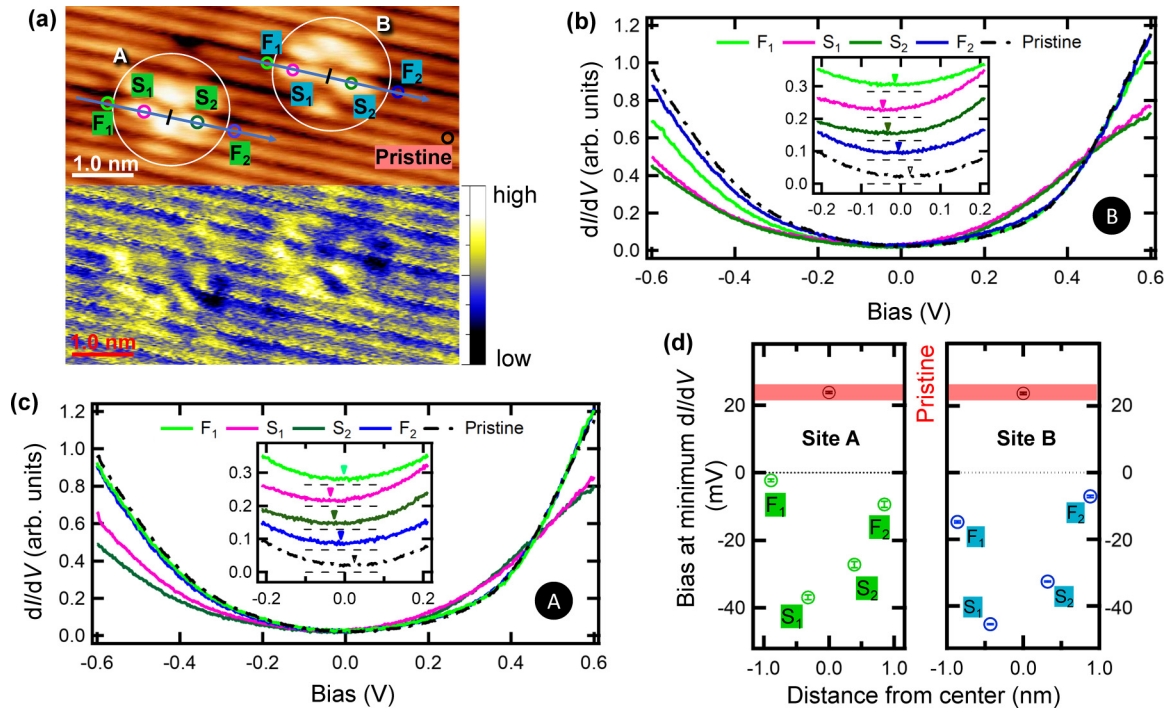 (a)
A
B
F₁
S₁
S₂
F₂
F₁
S₁
S₂
F₂
Pristine
1.0 nm
high
low
1.0 nm
(b)
dI/dV (arb. units)
1.2
1.0
0.8
0.6
0.4
0.2
0.0
F₁ S₁ S₂ F₂ Pristine
0.3
0.2
0.1
0.0
-0.2 -0.1 0.0 0.1 0.2
B
-0.6 -0.4 -0.2 0.0 0.2 0.4 0.6
Bias (V)
(c)
dI/dV (arb. units)
1.2
1.0
0.8
0.6
0.4
0.2
0.0
F₁ S₁ S₂ F₂ Pristine
0.3
0.2
0.1
0.0
-0.2 -0.1 0.0 0.1 0.2
A
-0.6 -0.4 -0.2 0.0 0.2 0.4 0.6
Bias (V)
(d)
Bias at minimum dI/dV
(mV)
20
0
-20
-40
Site A
F₁
F₂
S₂
S₁
-1.0 0.0 1.0
Pristine
Site B
F₂
F₁
S₂
S₁
20
0
-20
-40
-1.0 0.0 1.0
Distance from center (nm)